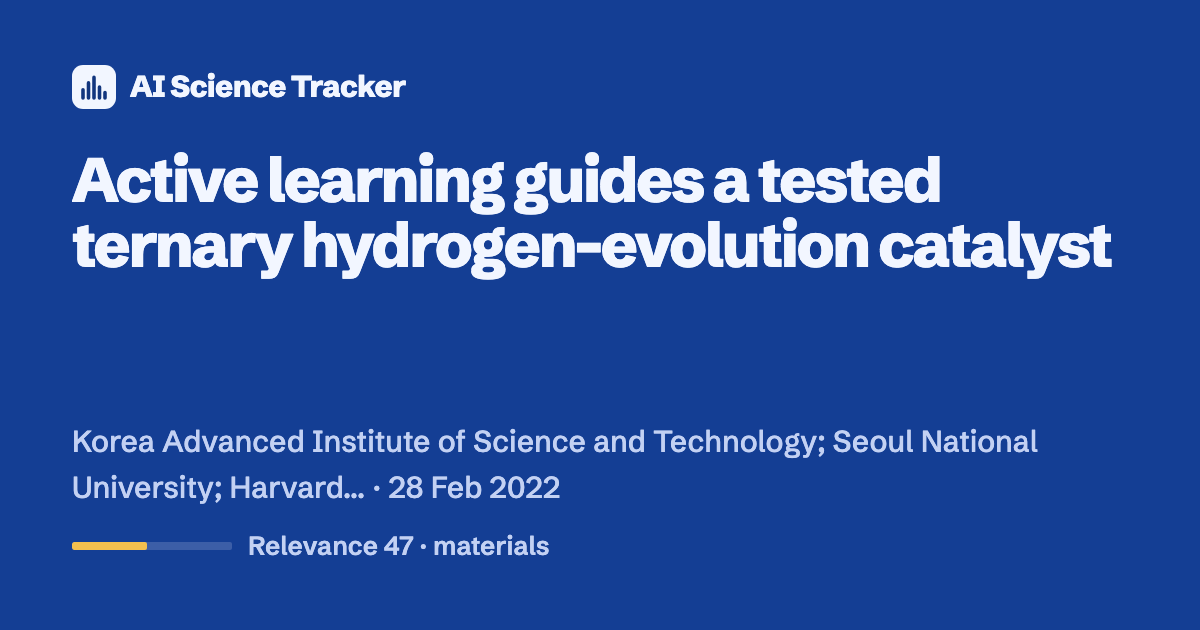 AI Science Tracker
Active learning guides a tested
ternary hydrogen-evolution catalyst
Korea Advanced Institute of Science and Technology; Seoul National
University; Harvard... · 28 Feb 2022
Relevance 47 · materials